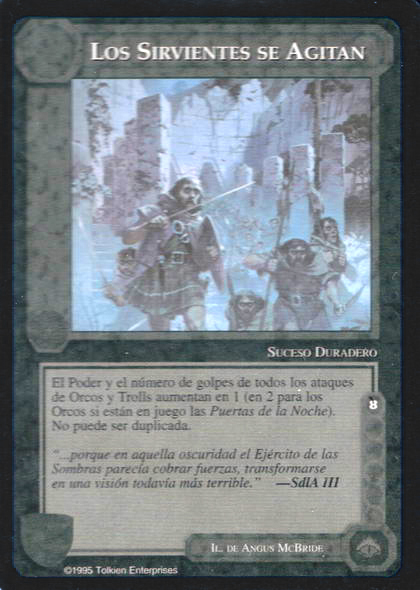 Los Sirvientes se Agitan
Suceso Duradero
El Poder y el número de golpes de todos los ataques
de Orcos y Trolls aumentan en 1 (en 2 para los
Orcos si están en juego las Puertas de la Noche).
No puede ser duplicada.
8
"...porque en aquella oscuridad el Ejército de las
Sombras parecía cobrar fuerzas, transformarse
en una visión todavía más terrible." —SdlA III
Il. de Angus McBride
©1995 Tolkien Enterprises